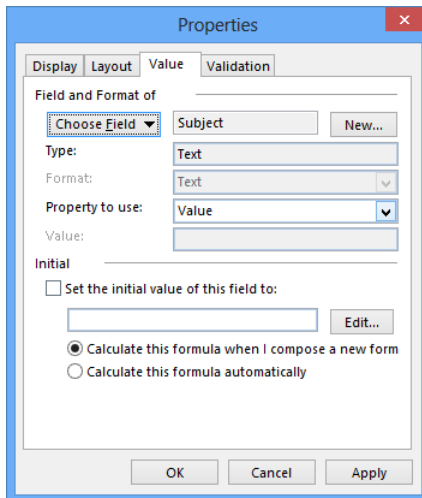 Properties
Display Layout Value Validation
Field and Format of
Choose Field Subject New...
Type: Text
Format: Text
Property to use: Value
Value:
Initial
Set the initial value of this field to:
Edit...
Calculate this formula when I compose a new form
Calculate this formula automatically
OK Cancel Apply